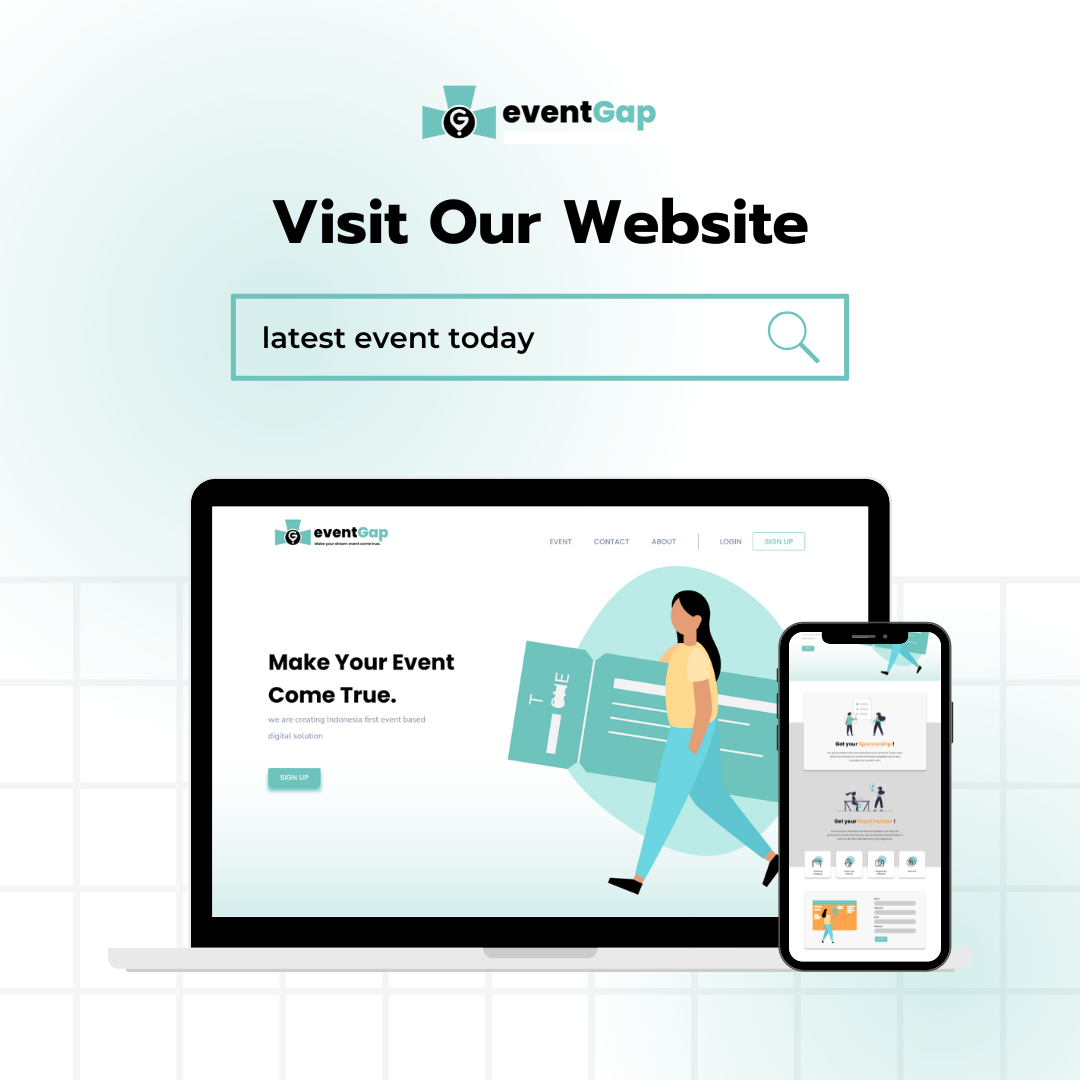 eventGap
Visit Our Website
latest event today
eventGap
Make your dream event come true.
EVENT CONTACT ABOUT LOGIN SIGN UP
Make Your Event
Come True.
we are creating Indonesia first event based
digital solution
SIGN UP
Get your Sponsorship !
Get your Event Partner !